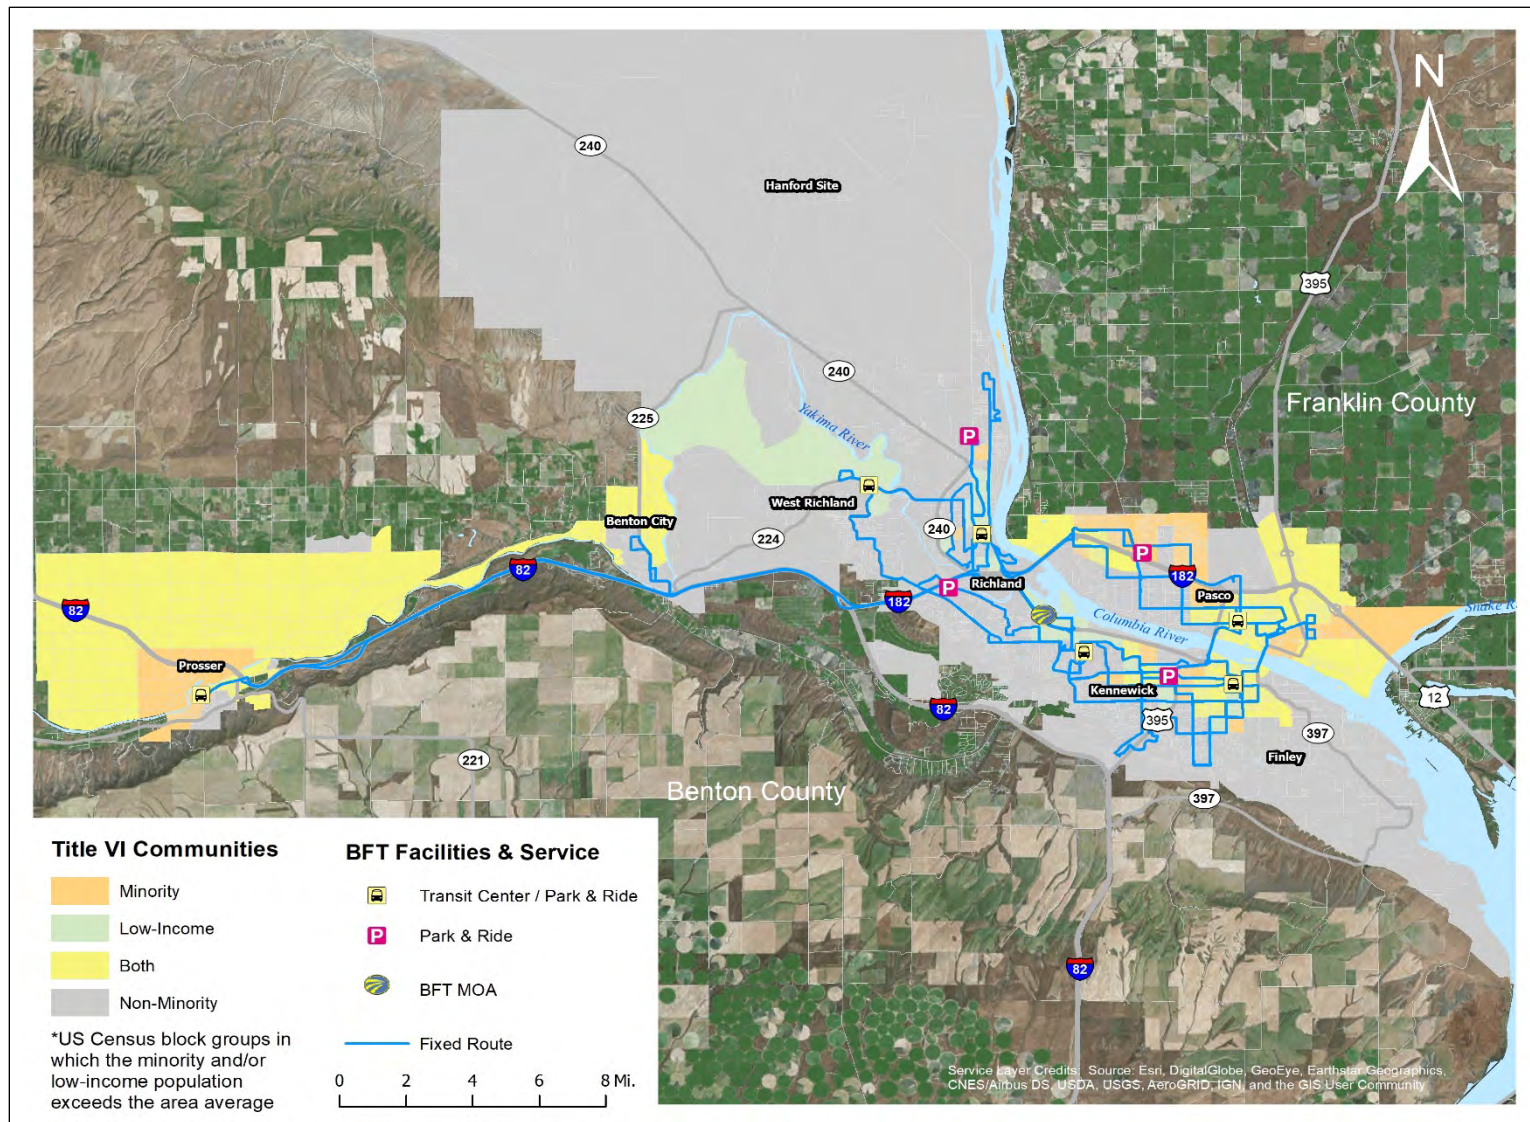 N
240
Hanford Site
395
240
Franklin County
225
Yakima River
P
West Richland
Benton City
240
224
P
82
182
Richland
P
182
Pasco
82
Columbia River
Prosser
Kennewick
P
12
82
395
397
Finley
221
Benton County
397
82
Title VI Communities
Minority
Low-Income
Both
Non-Minority
*US Census block groups in
which the minority and/or
low-income population
exceeds the area average
BFT Facilities & Service
Transit Center / Park & Ride
P Park & Ride
BFT MOA
Fixed Route
0 2 4 6 8 Mi.
Service Layer Credits: Source: Esri, DigitalGlobe, GeoEye, Earthstar Geographics,
CNES/Airbus DS, USDA, USGS, AeroGRID, IGN, and the GIS User Community